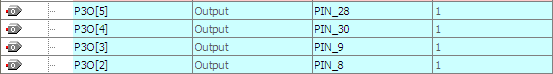 P3O[5] Output PIN_28 1
P3O[4] Output PIN_30 1
P3O[3] Output PIN_9 1
P3O[2] Output PIN_8 1